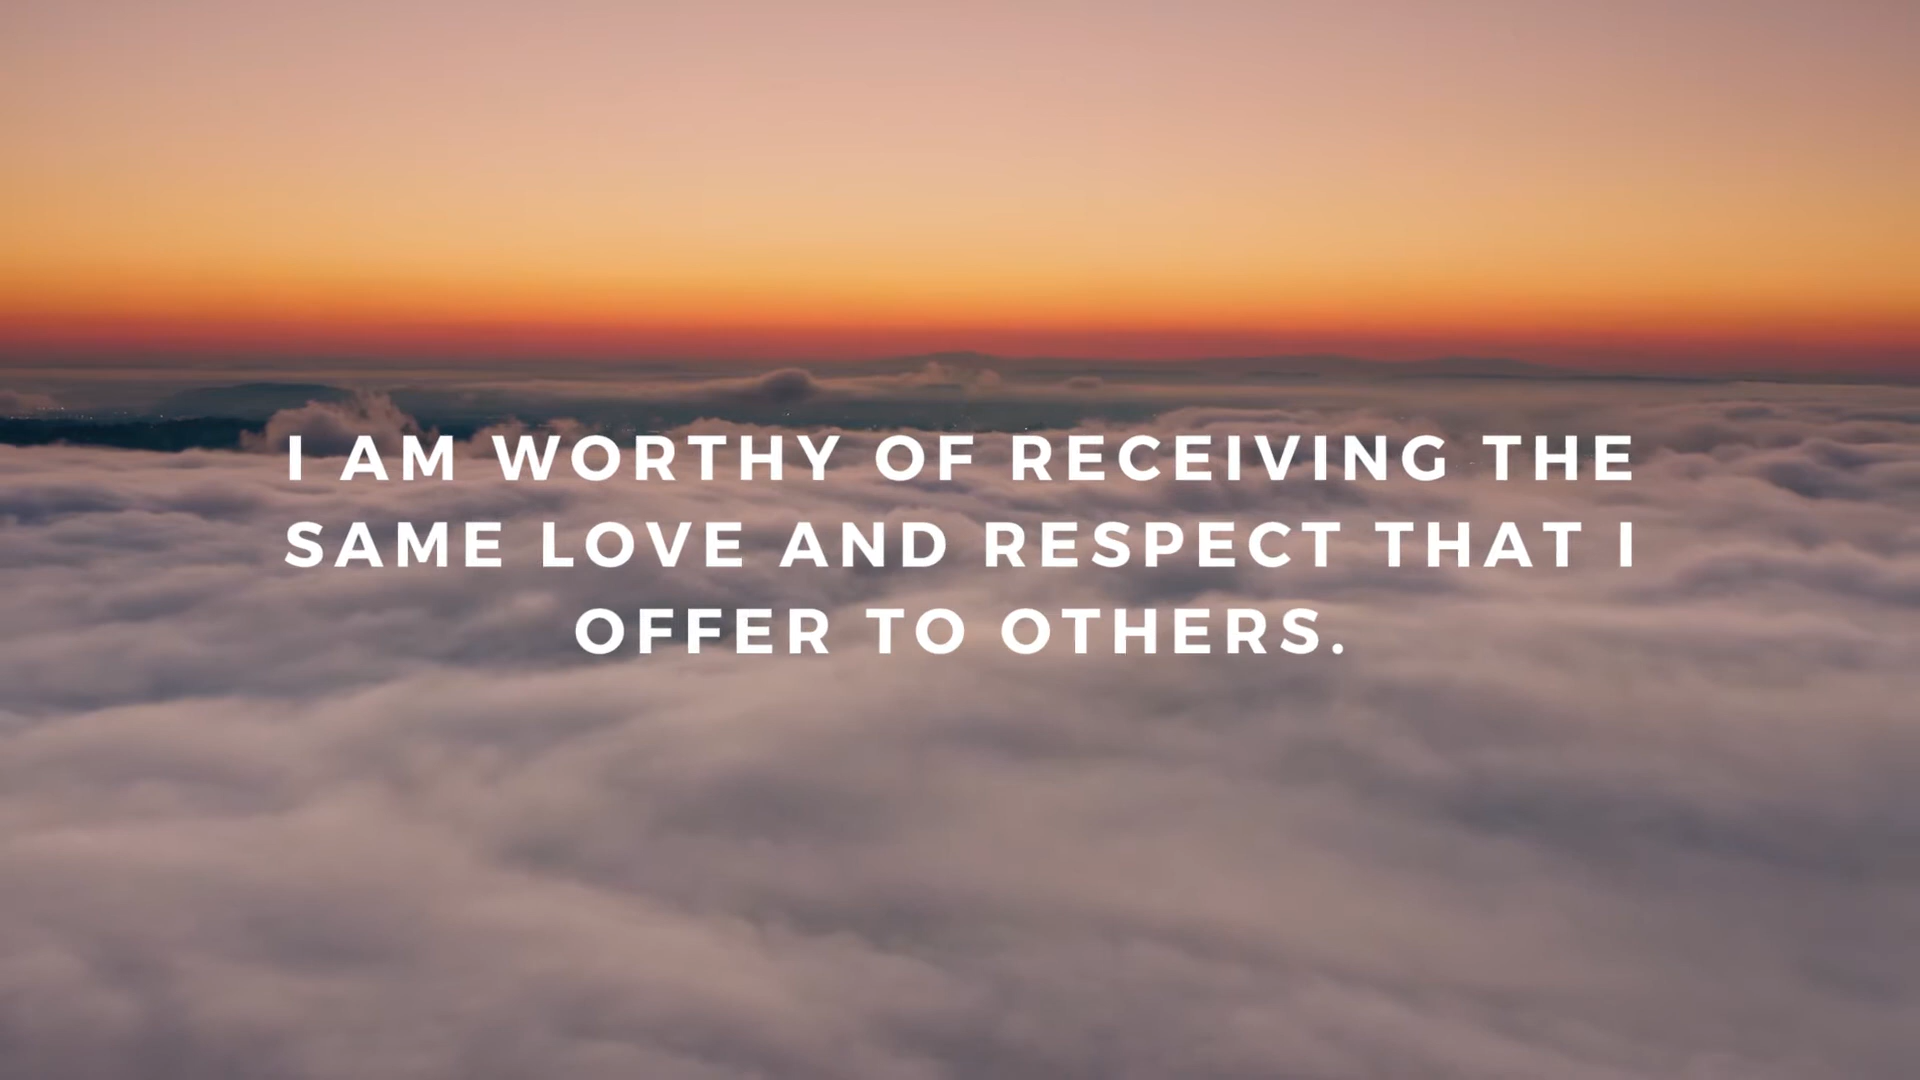 I AM WORTHY OF RECEIVING THE
SAME LOVE AND RESPECT THAT I
OFFER TO OTHERS.